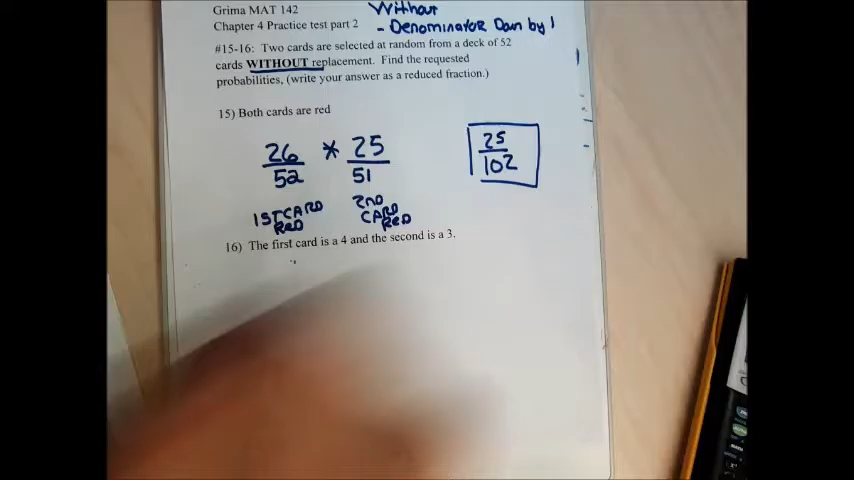 Grima MAT 142
Without
Chapter 4 Practice test part 2
- Denominator Down by 1
#15-16: Two cards are selected at random from a deck of 52
cards WITHOUT replacement. Find the requested
probabilities, (write your answer as a reduced fraction.)
15) Both cards are red
26/52 * 25/51
25/102
1ST CARD RED
2ND CARD RED
16) The first card is a 4 and the second is a 3.